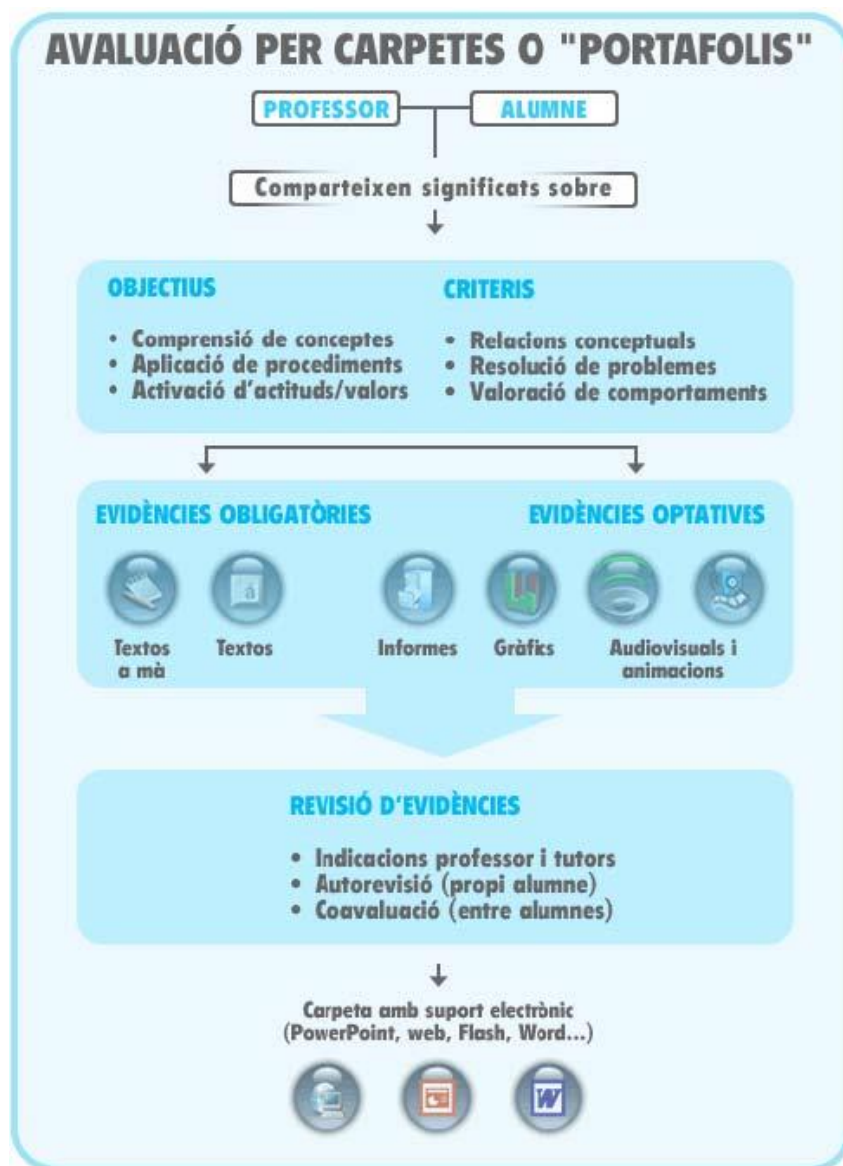 AVALUACIÓ PER CARPETES O "PORTAFOLIS"
PROFESSOR
ALUMNE
Comparteixen significats sobre
OBJECTIUS
• Comprensió de conceptes
• Aplicació de procediments
• Activació d'actituds/valors
CRITERIS
• Relacions conceptuals
• Resolució de problemes
• Valoració de comportaments
EVIDÈNCIES OBLIGATÒRIES
EVIDÈNCIES OPTATIVES
a
Textos
a mà
Textos
Informes
Gràfics
Audiovisuals i
animacions
REVISIÓ D'EVIDÈNCIES
• Indicacions professor i tutors
• Autorevisió (propi alumne)
• Coavaluació (entre alumnes)
Carpeta amb suport electrònic
(PowerPoint, web, Flash, Word...)
W